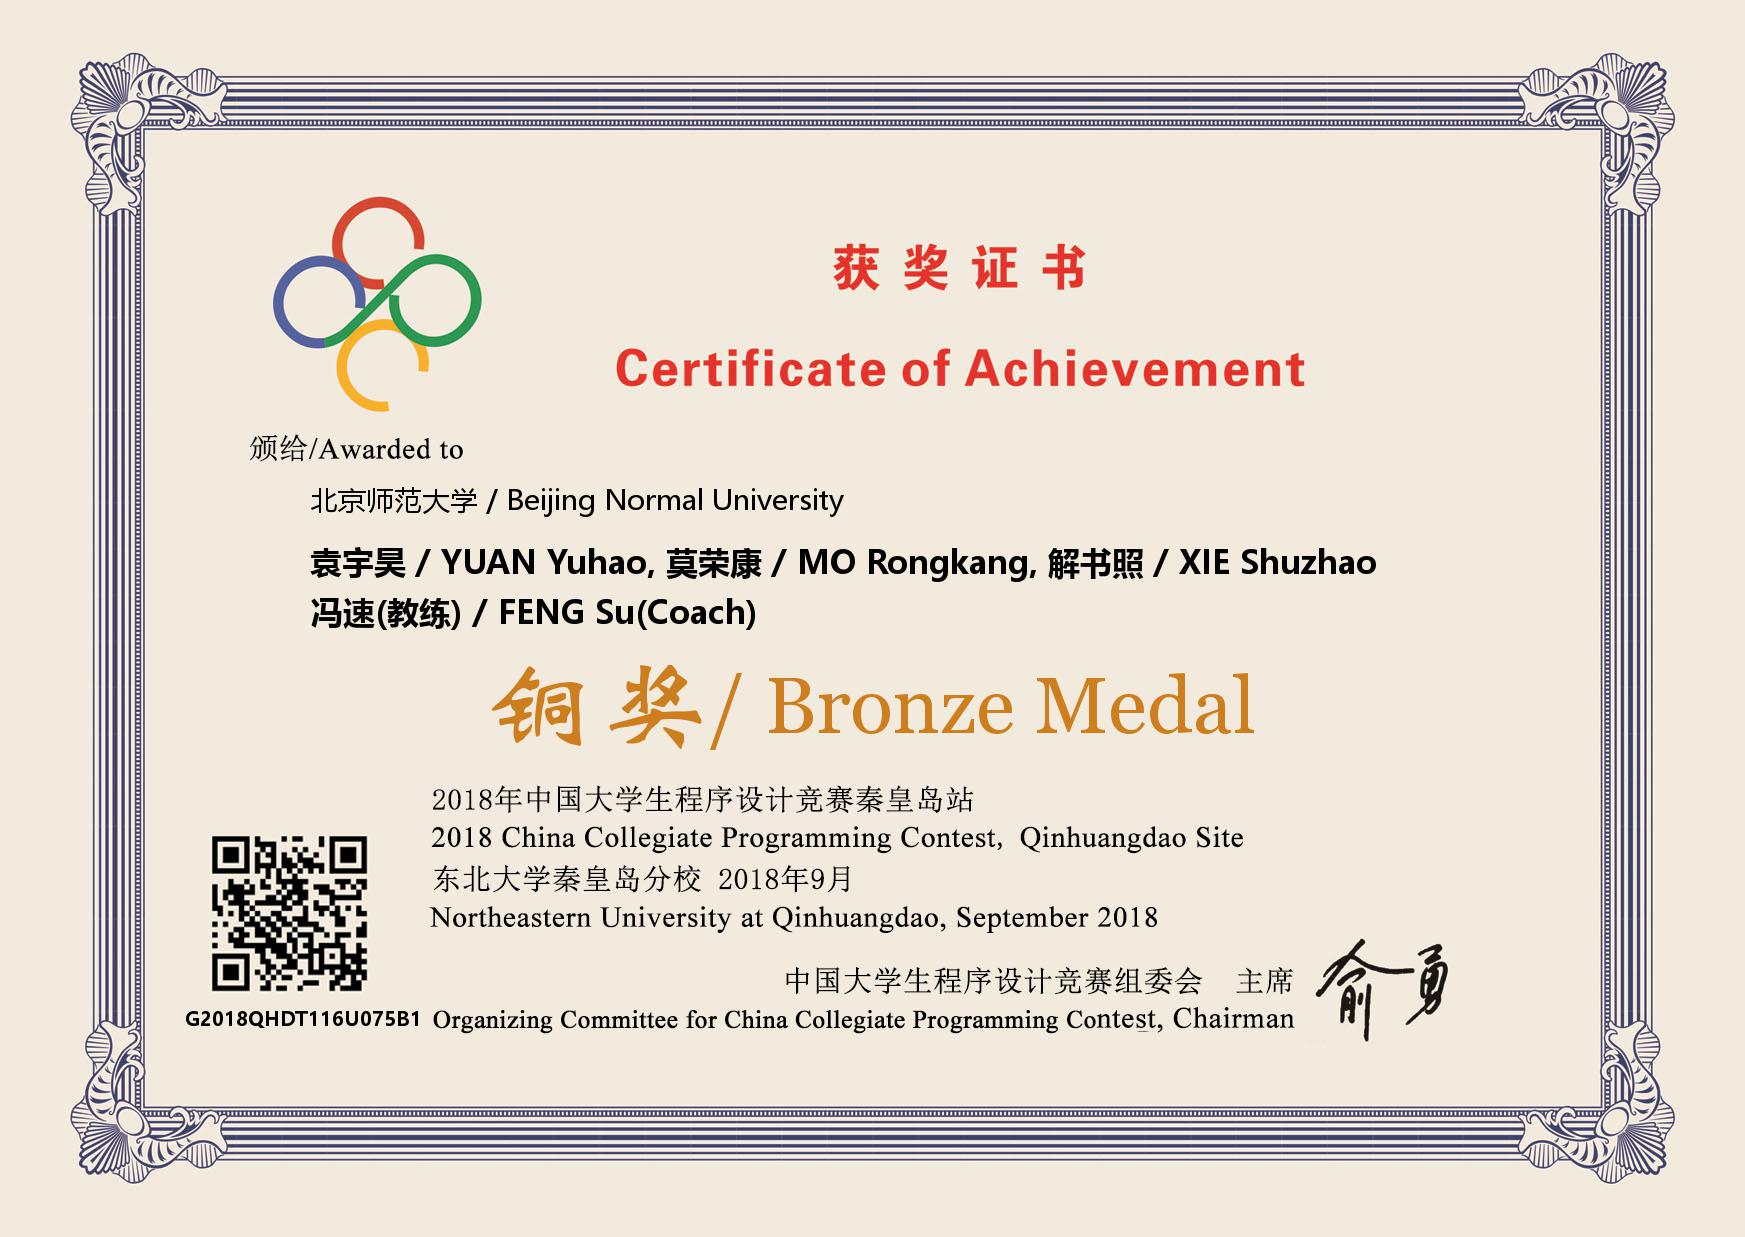 获奖证书
Certificate of Achievement
颁给/Awarded to
北京师范大学 / Beijing Normal University
袁宇昊 / YUAN Yuhao, 莫荣康 / MO Rongkang, 解书照 / XIE Shuzhao
冯速(教练) / FENG Su(Coach)
铜奖/ Bronze Medal
2018年中国大学生程序设计竞赛秦皇岛站
2018 China Collegiate Programming Contest, Qinhuangdao Site
东北大学秦皇岛分校 2018年9月
Northeastern University at Qinhuangdao, September 2018
中国大学生程序设计竞赛组委会 主席 俞勇
G2018QHDT116U075B1 Organizing Committee for China Collegiate Programming Contest, Chairman